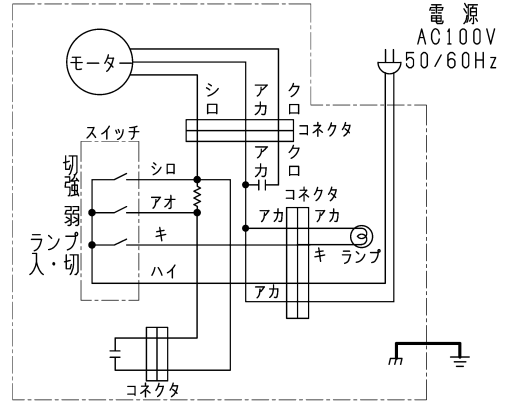 電源
AC100V
50/60Hz
モーター
シロ
アカ
クロ
コネクタ
アカ
クロ
スイッチ
切
強
弱
ランプ
入・切
シロ
アオ
キ
ハイ
コネクタ
アカ
アカ
キ
ランプ
アカ
コネクタ